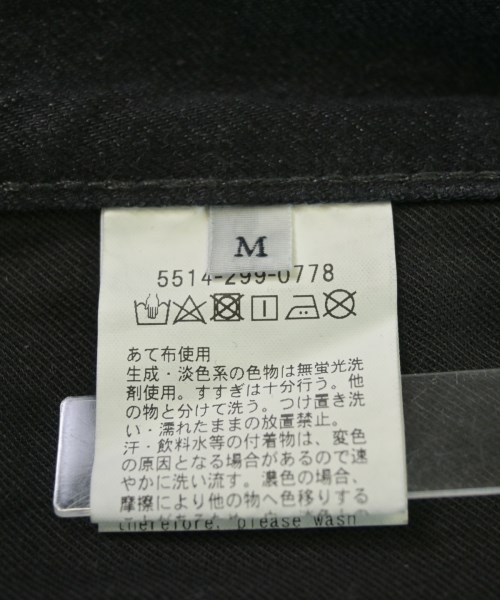 M
5514-299-0778
あて布使用
生成・淡色系の色物は無蛍光洗
剤使用。すすぎは十分行う。他
の物と分けて洗う。つけ置き洗
い・濡れたままの放置禁止。
汗・飲料水等の付着物は、変色
の原因となる場合があるので速
やかに洗い流す。濃色の場合、
摩擦により他の物へ色移りする
therefore, please wash